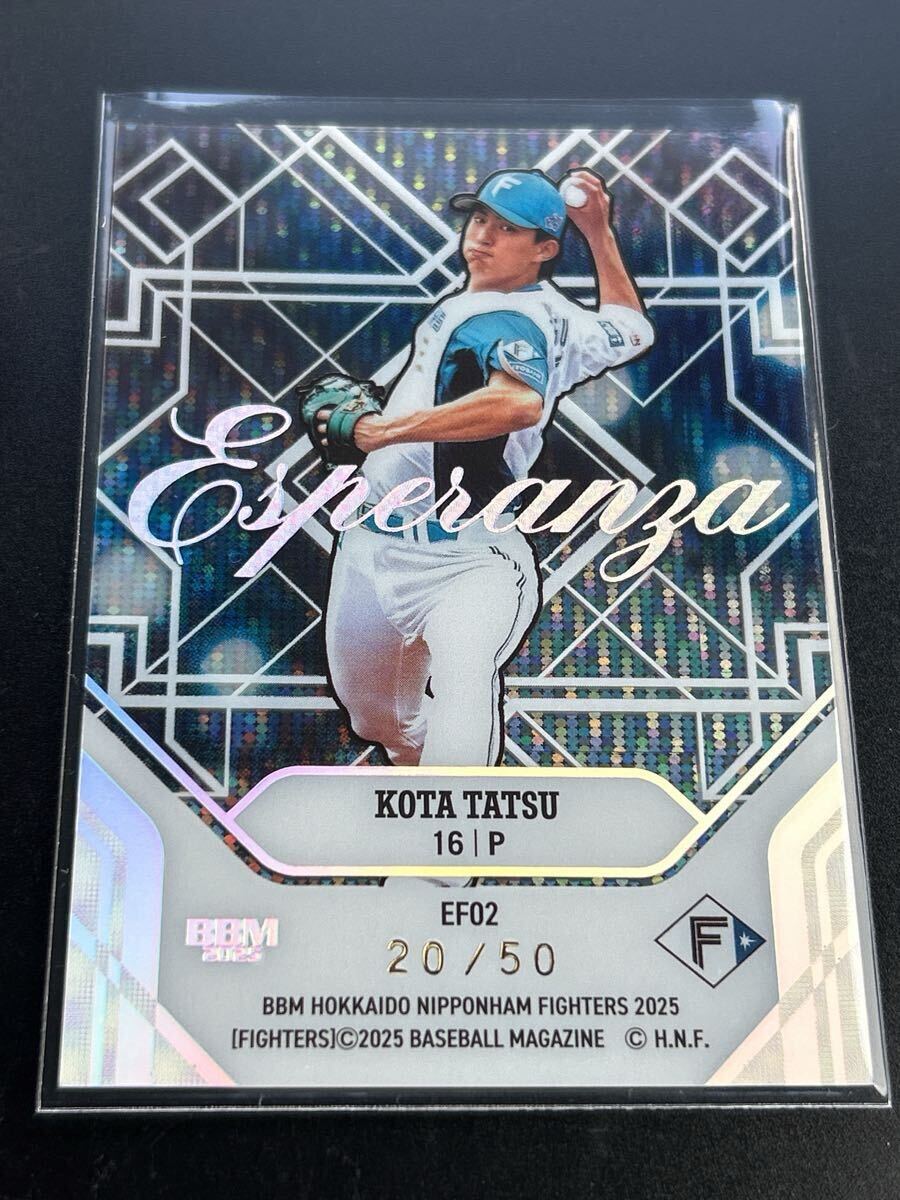 F
Esperanza
KOTA TATSU
16 | P
EF02
BBM
2025
20/50
F
BBM HOKKAIDO NIPPONHAM FIGHTERS 2025
[FIGHTERS]©2025 BASEBALL MAGAZINE © H.N.F.